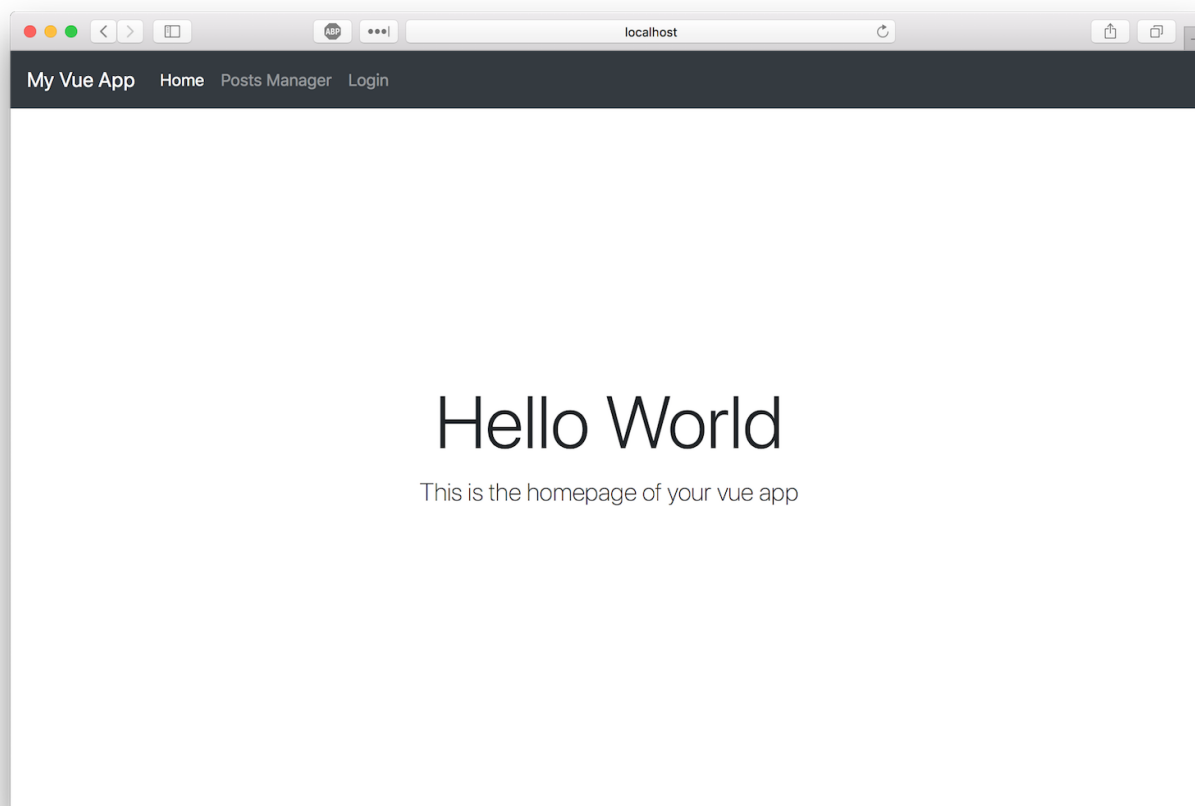 ABP
localhost
My Vue App Home Posts Manager Login
Hello World
This is the homepage of your vue app